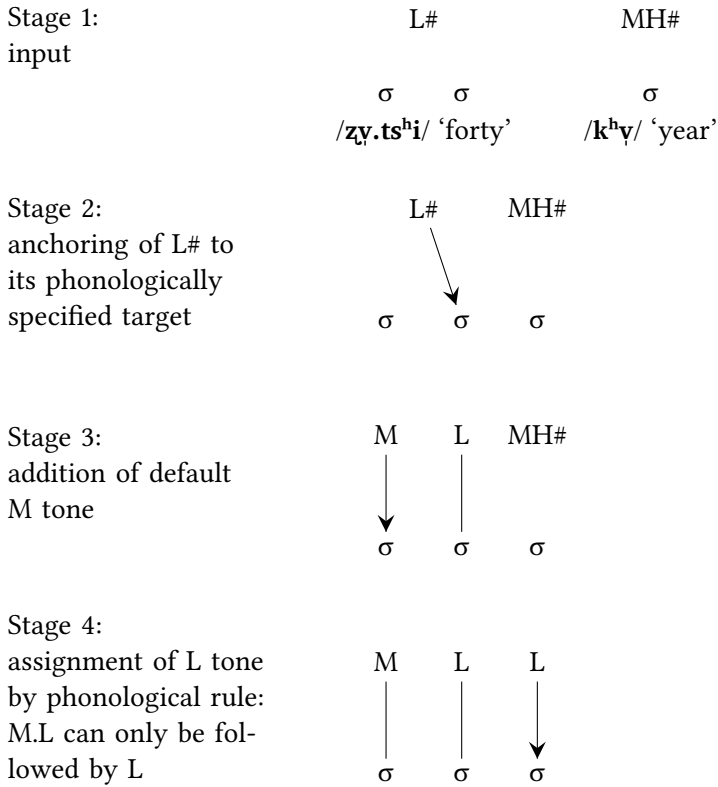 Stage 1:
input
L# MH#
σ σ σ
/ʐv̩.tsʰi/ ‘forty’ /kʰv̩/ ‘year’
Stage 2:
anchoring of L# to
its phonologically
specified target
L# MH#
σ σ σ
Stage 3:
addition of default
M tone
M L MH#
σ σ σ
Stage 4:
assignment of L tone
by phonological rule:
M.L can only be fol-
lowed by L
M L L
σ σ σ